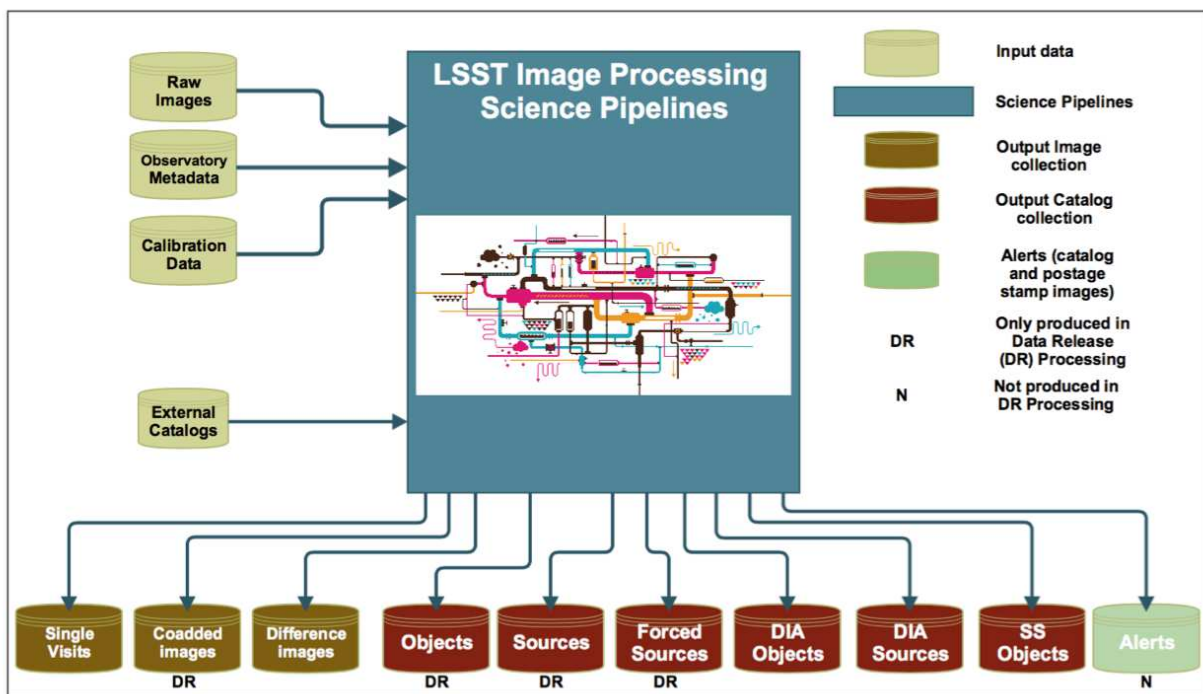 LSST Image Processing
Science Pipelines
Raw
Images
Observatory
Metadata
Calibration
Data
External
Catalogs
Input data
Science Pipelines
Output Image
collection
Output Catalog
collection
Alerts (catalog
and postage
stamp images)
DR
Only produced in
Data Release
(DR) Processing
N
Not produced in
DR Processing
Single
Visits
Coadded
images
DR
Difference
images
Objects
DR
Sources
DR
Forced
Sources
DR
DIA
Objects
DIA
Sources
SS
Objects
Alerts
N